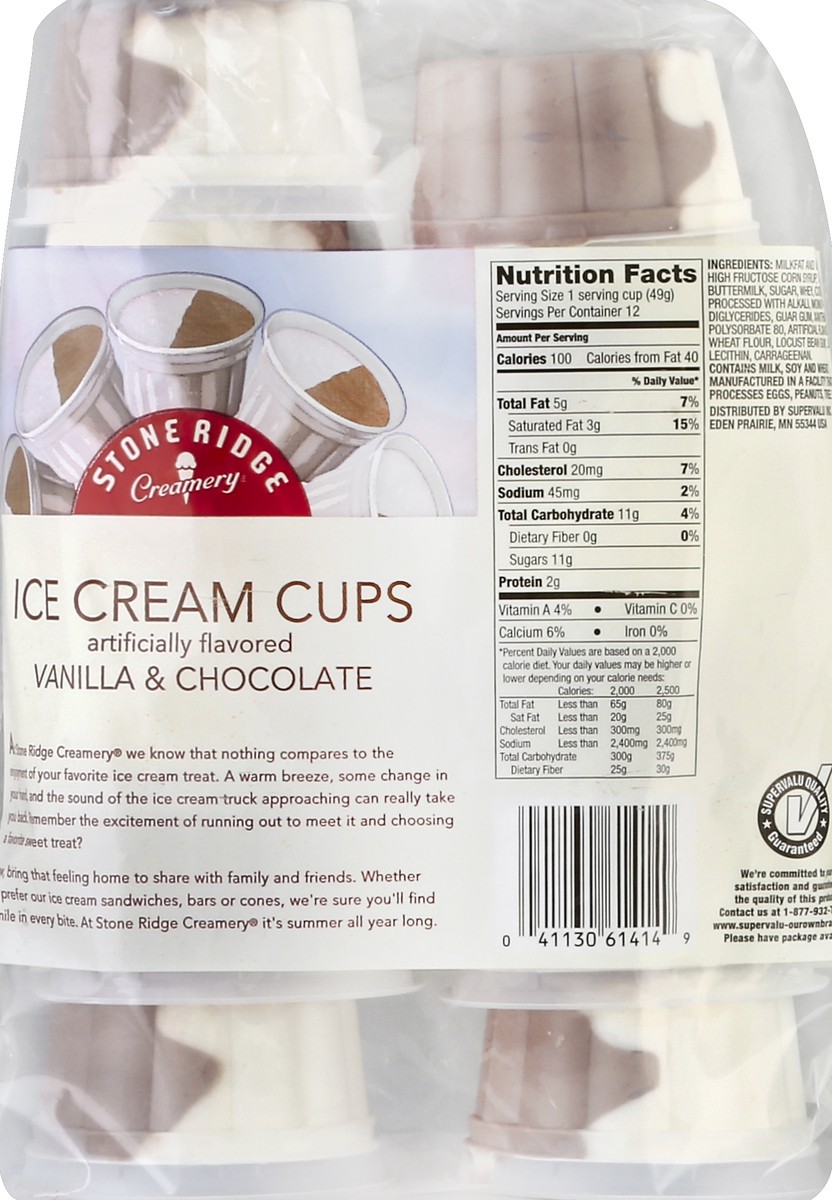 STONE RIDGE
Creamery®
ICE CREAM CUPS
artificially flavored
VANILLA & CHOCOLATE
Ridge Creamery® we know that nothing compares to the
of your favorite ice cream treat. A warm breeze, some change in
and the sound of the ice cream truck approaching can really take
you back. Remember the excitement of running out to meet it and choosing
a favorite sweet treat?
bring that feeling home to share with family and friends. Whether
prefer our ice cream sandwiches, bars or cones, we're sure you'll find
in every bite. At Stone Ridge Creamery® it's summer all year long.
Nutrition Facts
Serving Size 1 serving cup (49g)
Servings Per Container 12
Amount Per Serving
Calories 100 Calories from Fat 40
% Daily Value*
Total Fat 5g 7%
Saturated Fat 3g 15%
Trans Fat 0g
Cholesterol 20mg 7%
Sodium 45mg 2%
Total Carbohydrate 11g 4%
Dietary Fiber 0g 0%
Sugars 11g
Protein 2g
Vitamin A 4% • Vitamin C 0%
Calcium 6% • Iron 0%
*Percent Daily Values are based on a 2,000
calorie diet. Your daily values may be higher or
lower depending on your calorie needs:
Calories: 2,000 2,500
Total Fat Less than 65g 80g
Sat Fat Less than 20g 25g
Cholesterol Less than 300mg 300mg
Sodium Less than 2,400mg 2,400mg
Total Carbohydrate 300g 375g
Dietary Fiber 25g 30g
0 41130 61414 9
INGREDIENTS: MILKFAT AND
HIGH FRUCTOSE CORN SYRUP,
BUTTERMILK, SUGAR, WHEY,
PROCESSED WITH ALKALI,
DIGLYCERIDES, GUAR GUM,
POLYSORBATE 80, ARTIFICIAL
WHEAT FLOUR, LOCUST BEAN
LECITHIN, CARRAGEENAN.
CONTAINS MILK, SOY AND
MANUFACTURED IN A FACILITY
PROCESSES EGGS, PEANUTS,
DISTRIBUTED BY SUPERVALU
EDEN PRAIRIE, MN 55344 USA
SUPERVALU QUALITY
Guaranteed
We're committed to
satisfaction and
the quality of this
Contact us at 1-877-932-
www.supervalu-ourownbra
Please have package